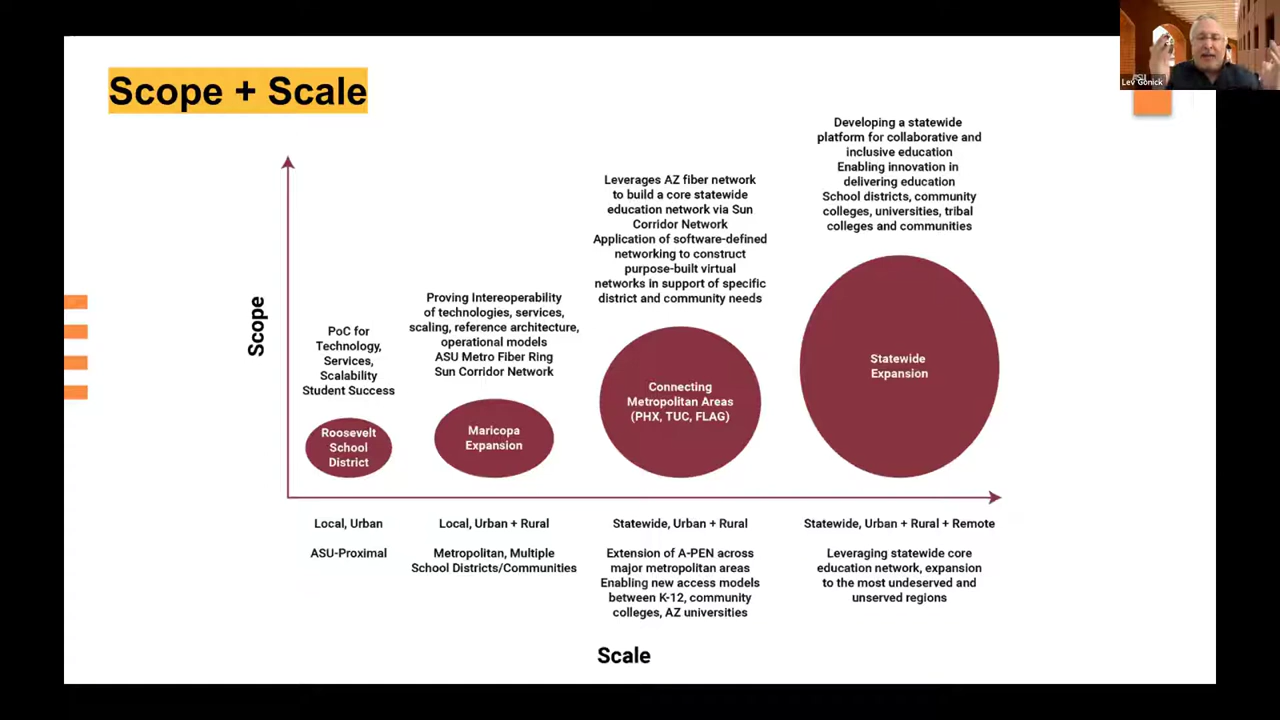 Scope + Scale
Lev Gonick
Developing a statewide
platform for collaborative and
inclusive education
Enabling innovation in
delivering education
School districts, community
colleges, universities, tribal
colleges and communities
Leverages AZ fiber network
to build a core statewide
education network via Sun
Corridor Network
Application of software-defined
networking to construct
purpose-built virtual
networks in support of specific
district and community needs
Proving Intereoperability
of technologies, services,
scaling, reference architecture,
operational models
ASU Metro Fiber Ring
Sun Corridor Network
PoC for
Technology,
Services,
Scalability
Student Success
Scope
Roosevelt
School
District
Maricopa
Expansion
Connecting
Metropolitan Areas
(PHX, TUC, FLAG)
Statewide
Expansion
Local, Urban
ASU-Proximal
Local, Urban + Rural
Metropolitan, Multiple
School Districts/Communities
Statewide, Urban + Rural
Extension of A-PEN across
major metropolitan areas
Enabling new access models
between K-12, community
colleges, AZ universities
Statewide, Urban + Rural + Remote
Leveraging statewide core
education network, expansion
to the most undeserved and
unserved regions
Scale